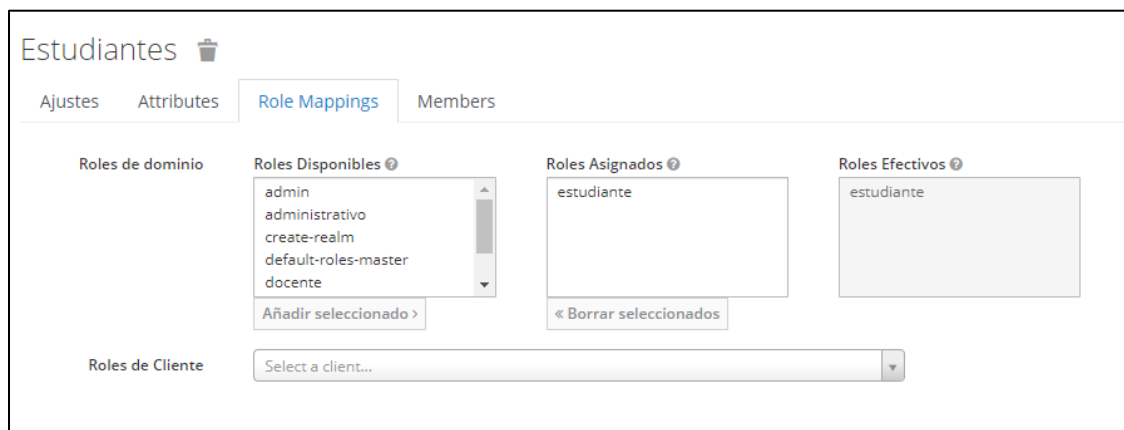 Estudiantes
Ajustes Attributes Role Mappings Members
Roles de dominio
Roles Disponibles
admin
administrativo
create-realm
default-roles-master
docente
Añadir seleccionado >
Roles Asignados
estudiante
« Borrar seleccionados
Roles Efectivos
estudiante
Roles de Cliente
Select a client...